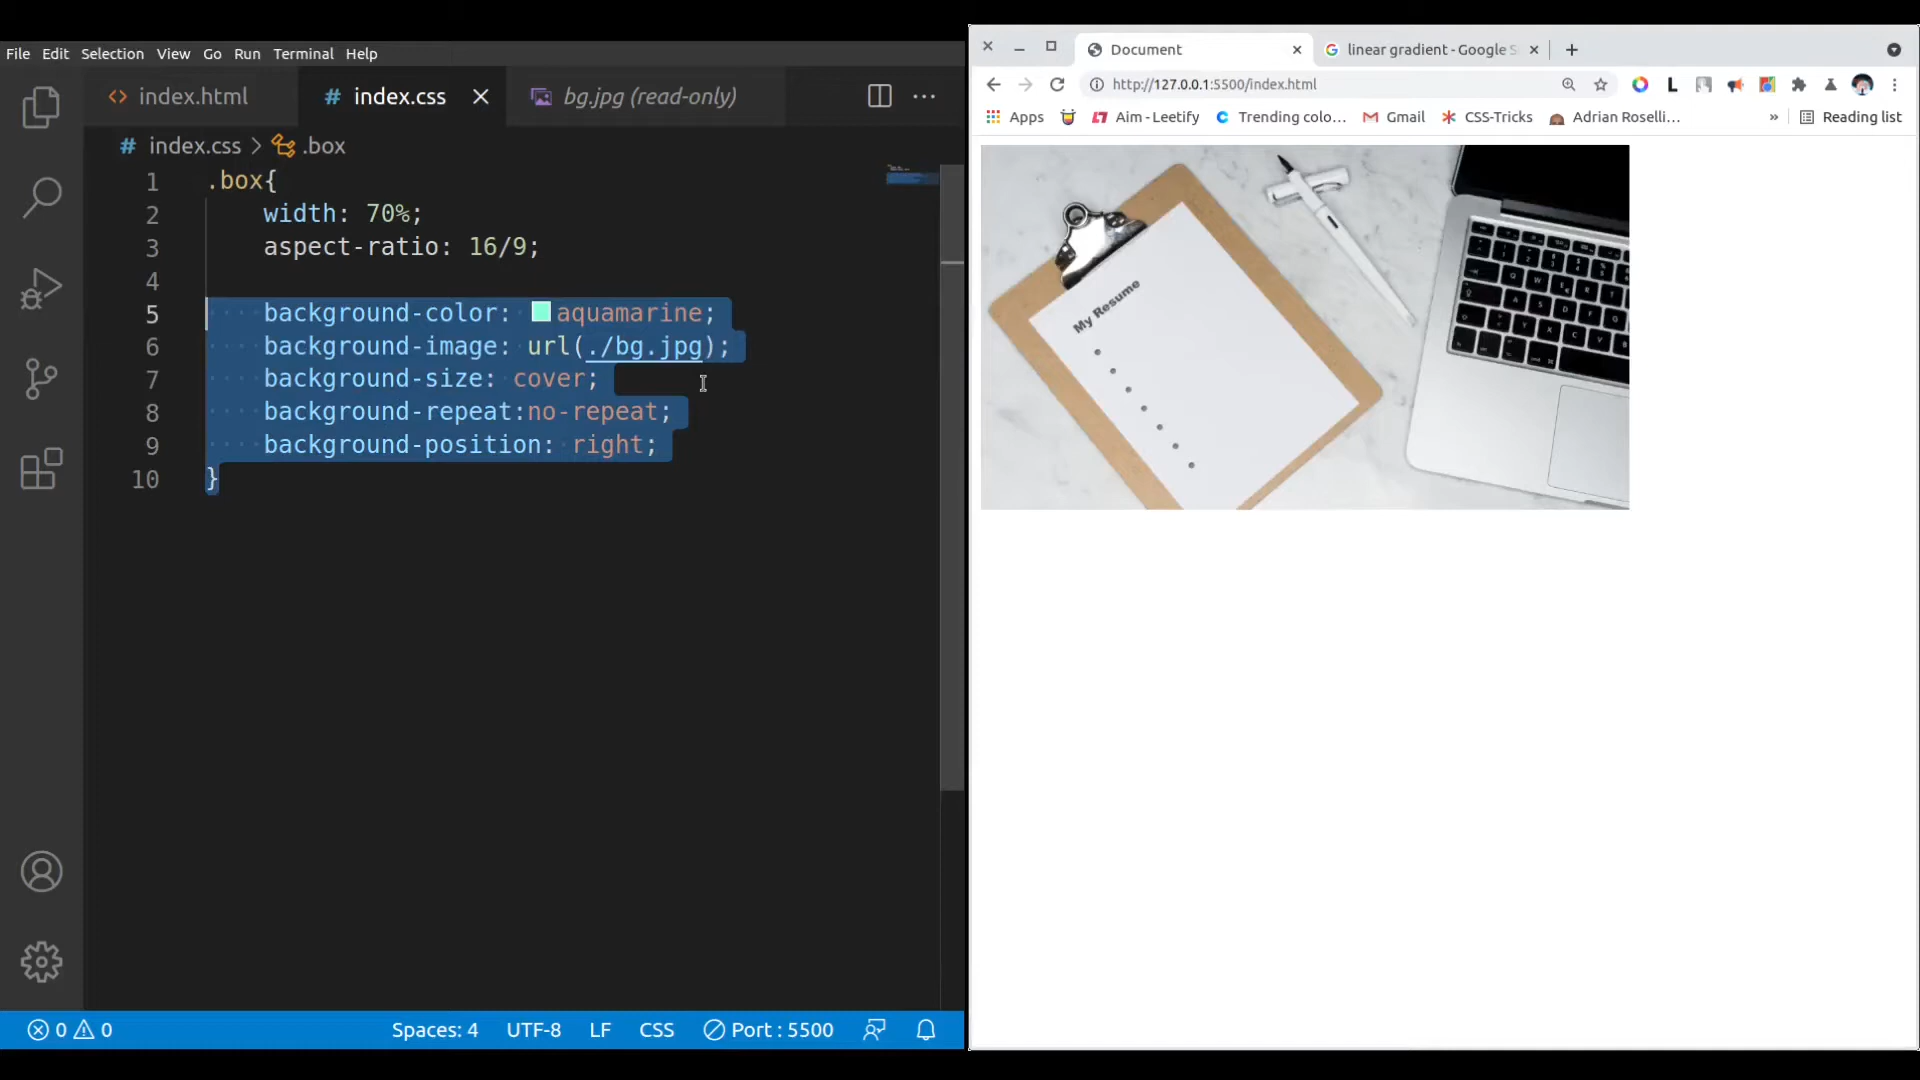 File Edit Selection View Go Run Terminal Help
index.html
index.css
bg.jpg (read-only)
# index.css > .box
1 .box{
2 width: 70%;
3 aspect-ratio: 16/9;
4
5 background-color: aquamarine;
6 background-image: url(./bg.jpg);
7 background-size: cover;
8 background-repeat:no-repeat;
9 background-position: right;
10 }
0 0 Spaces: 4 UTF-8 LF CSS Port : 5500
Document
linear gradient - Google S
http://127.0.0.1:5500/index.html
Apps Aim - Leetify Trending colo... Gmail CSS-Tricks Adrian Roselli... » Reading list
My Resume